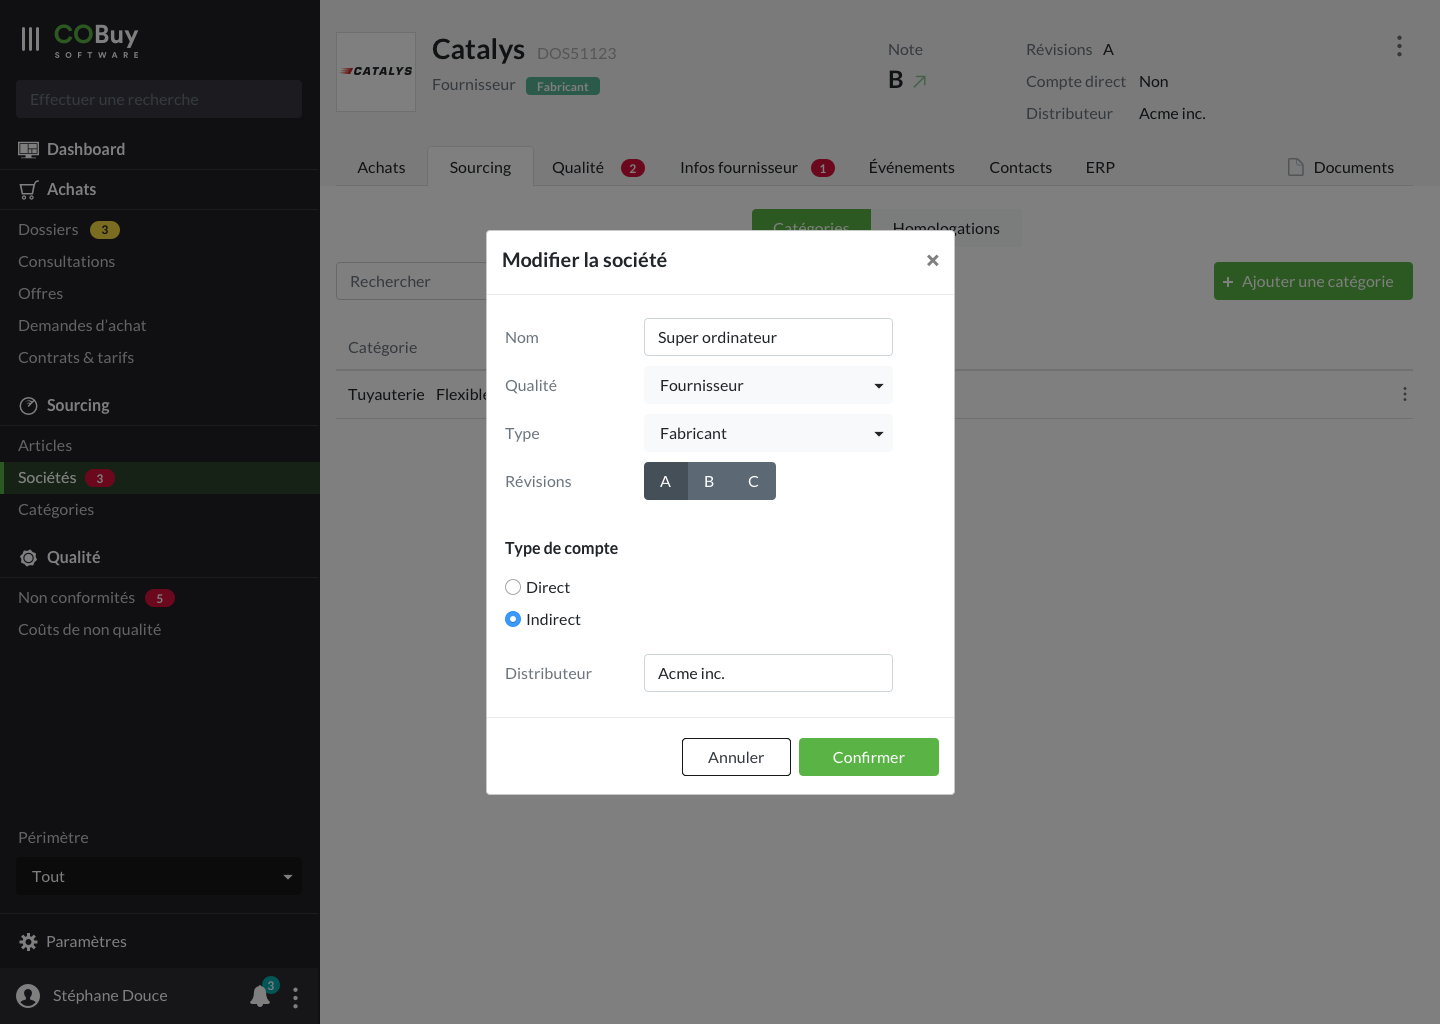 COBuy
SOFTWARE
Effectuer une recherche
Dashboard
Achats
Dossiers 3
Consultations
Offres
Demandes d'achat
Contrats & tarifs
Sourcing
Articles
Sociétés 3
Catégories
Qualité
Non conformités 5
Coûts de non qualité
Périmètre
Tout
Paramètres
Stéphane Douce 3
CATALYS
Catalys DOS51123
Fournisseur Fabricant
Note
B
Révisions A
Compte direct Non
Distributeur Acme inc.
Achats Sourcing Qualité 2 Infos fournisseur 1 Événements Contacts ERP Documents
Catégories Homologations
Rechercher
+ Ajouter une catégorie
Catégorie
Tuyauterie Flexible
Modifier la société ×
Nom Super ordinateur
Qualité Fournisseur
Type Fabricant
Révisions A B C
Type de compte
Direct
Indirect
Distributeur Acme inc.
Annuler Confirmer